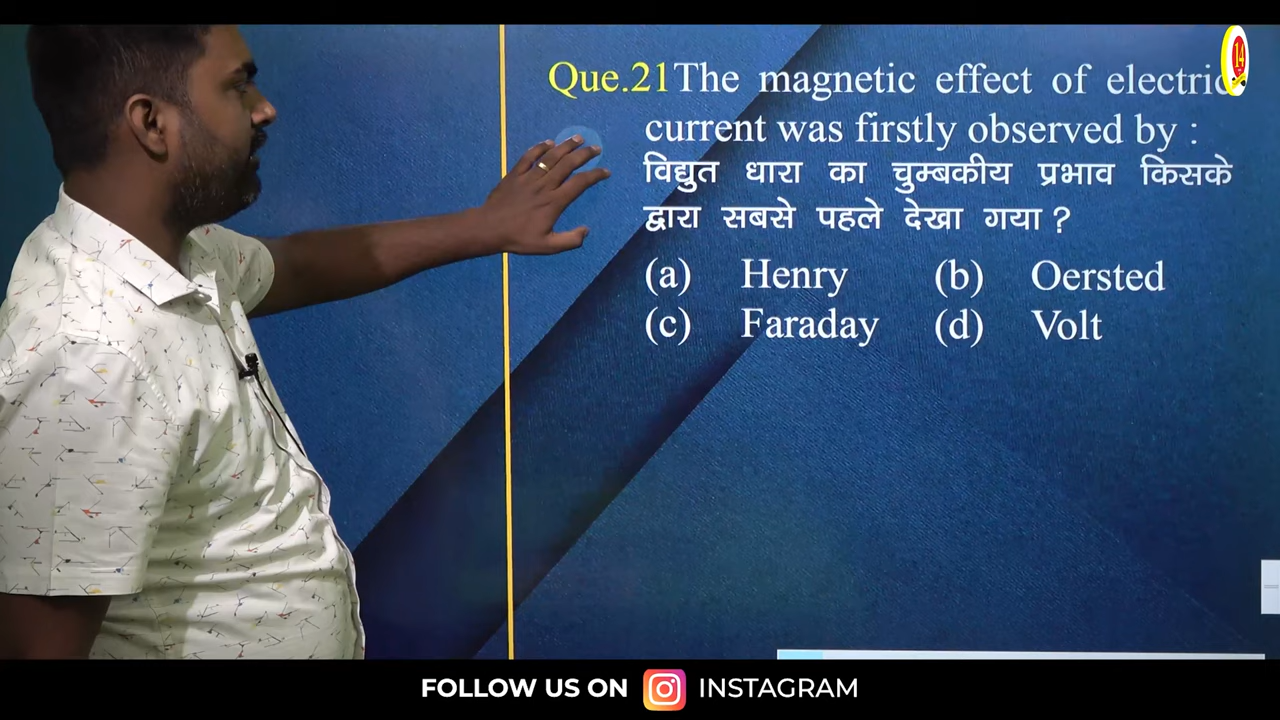 Que.21 The magnetic effect of electric
current was firstly observed by :
विद्युत धारा का चुम्बकीय प्रभाव किसके
द्वारा सबसे पहले देखा गया ?
(a) Henry (b) Oersted
(c) Faraday (d) Volt
14
FOLLOW US ON INSTAGRAM